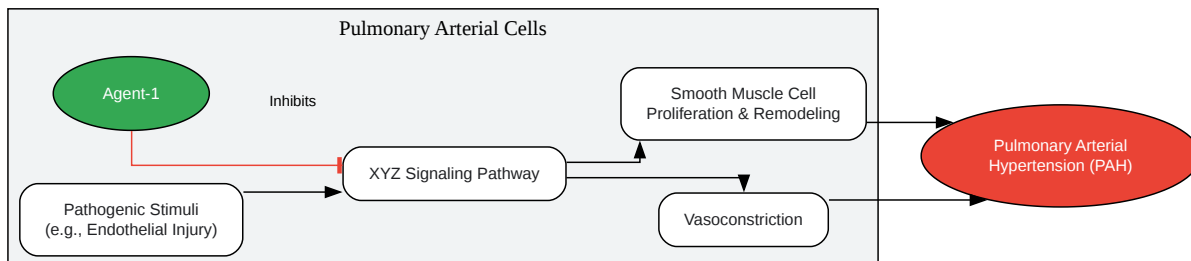 Pulmonary Arterial Cells
Agent-1
Inhibits
Smooth Muscle Cell
Proliferation & Remodeling
Pulmonary Arterial
Hypertension (PAH)
XYZ Signaling Pathway
Pathogenic Stimuli
(e.g., Endothelial Injury)
Vasoconstriction